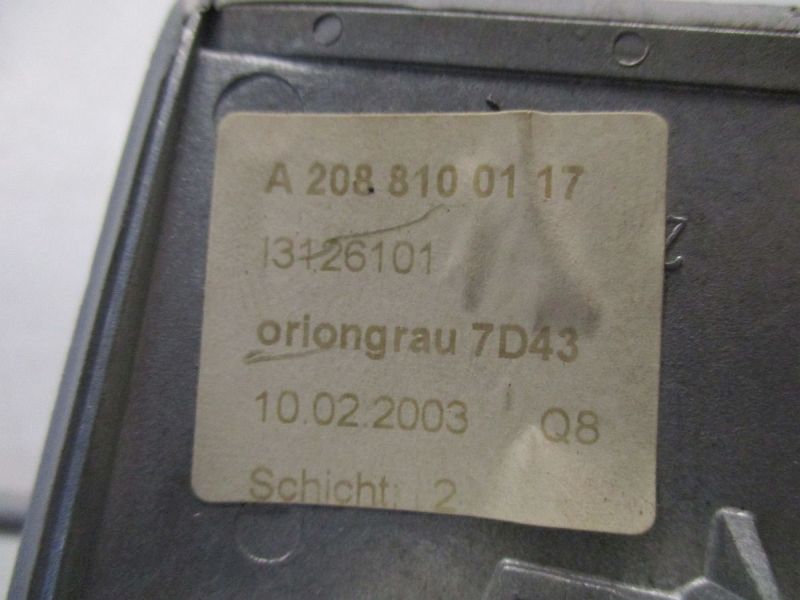 A 208 810 01 17
I3126101
oriongrau 7D43
10.02.2003 Q8
Schicht: 2